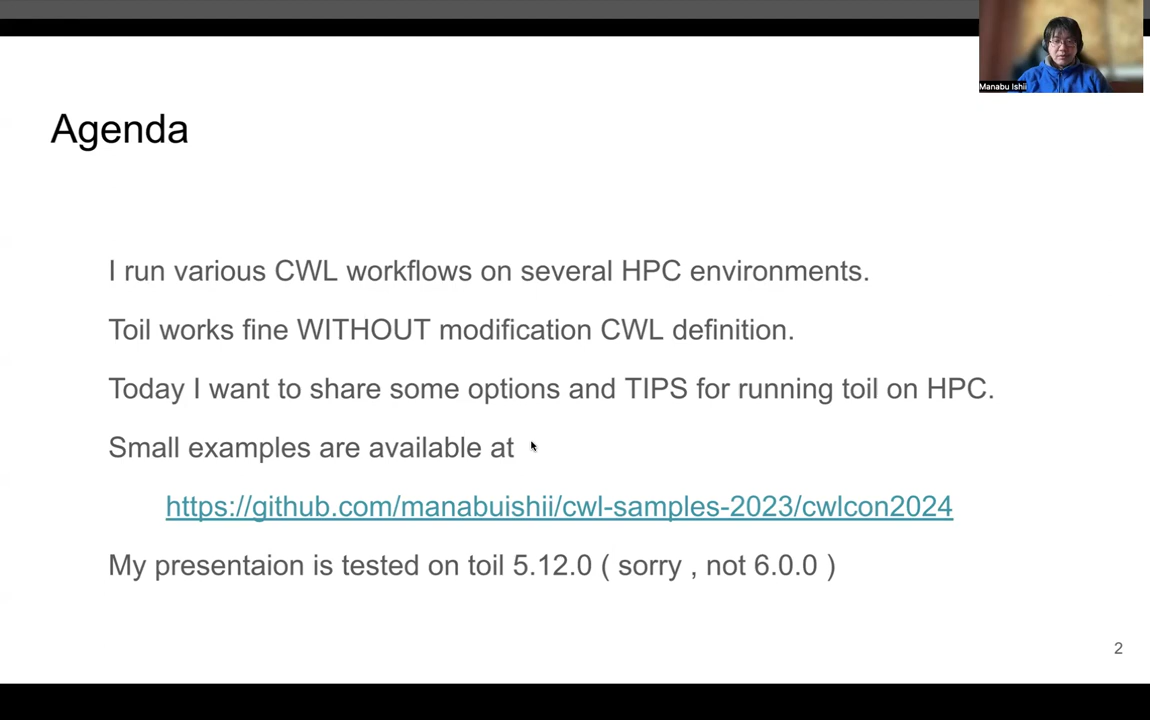 Manabu Ishii
Agenda
I run various CWL workflows on several HPC environments.
Toil works fine WITHOUT modification CWL definition.
Today I want to share some options and TIPS for running toil on HPC.
Small examples are available at
https://github.com/manabuishii/cwl-samples-2023/cwlcon2024
My presentaion is tested on toil 5.12.0 ( sorry , not 6.0.0 )
2